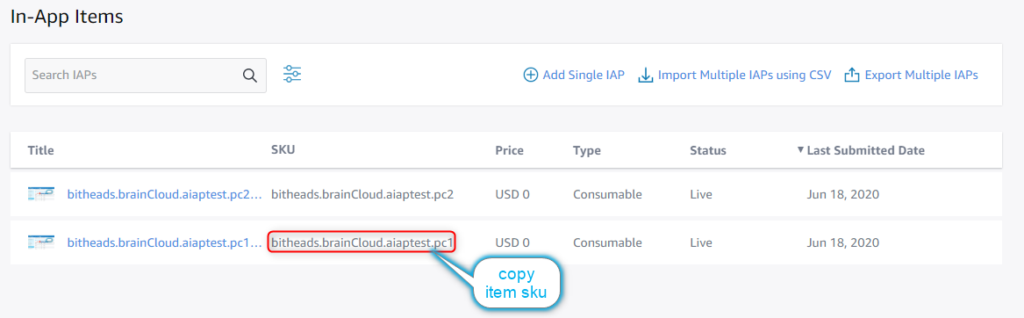 In-App Items
Search IAPs
Add Single IAP
Import Multiple IAPs using CSV
Export Multiple IAPs
Title SKU Price Type Status ▼ Last Submitted Date
bitheads.brainCloud.aiaptest.pc2... bitheads.brainCloud.aiaptest.pc2 USD 0 Consumable Live Jun 18, 2020
bitheads.brainCloud.aiaptest.pc1... bitheads.brainCloud.aiaptest.pc1 USD 0 Consumable Live Jun 18, 2020
copy
item sku